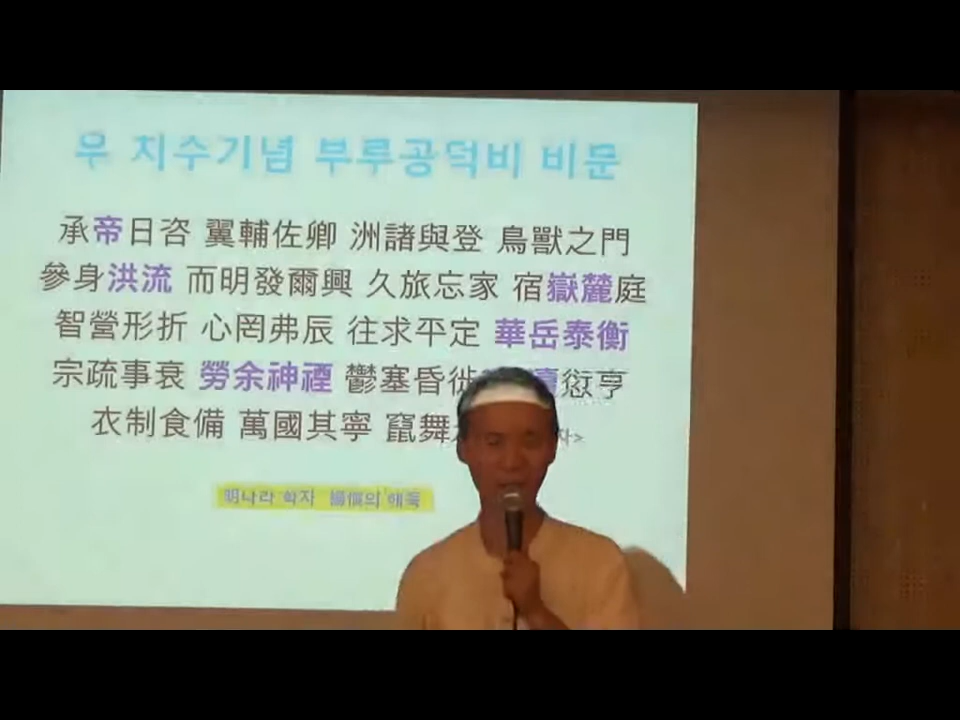 우 치수기념 부루공덕비 비문
承帝日咨 翼輔佐卿 洲諸與登 鳥獸之門
參身洪流 而明發爾興 久旅忘家 宿嶽麓庭
智營形折 心罔弗辰 往求平定 華岳泰衡
宗疏事衰 勞余神禋 鬱塞昏徙 愆亨
衣制食備 萬國其寧 竄舞 자>
明나라 학자 의 해독